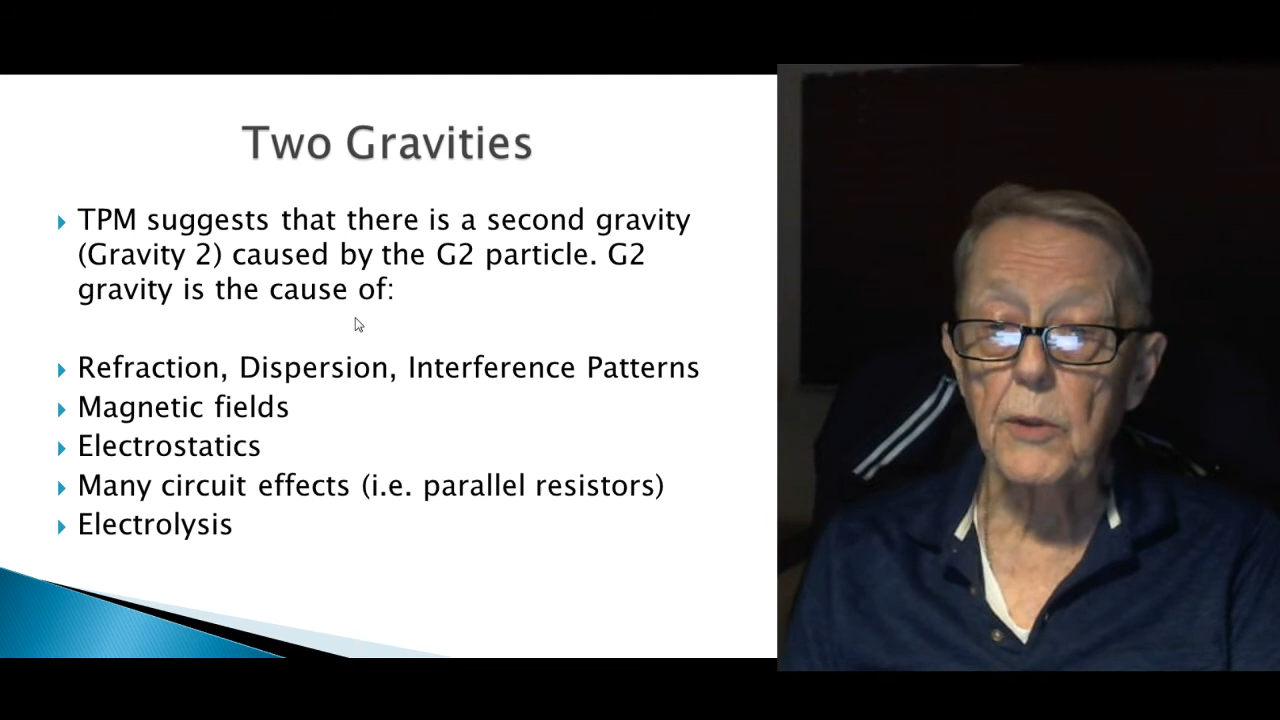 Two Gravities
TPM suggests that there is a second gravity
(Gravity 2) caused by the G2 particle. G2
gravity is the cause of:
Refraction, Dispersion, Interference Patterns
Magnetic fields
Electrostatics
Many circuit effects (i.e. parallel resistors)
Electrolysis